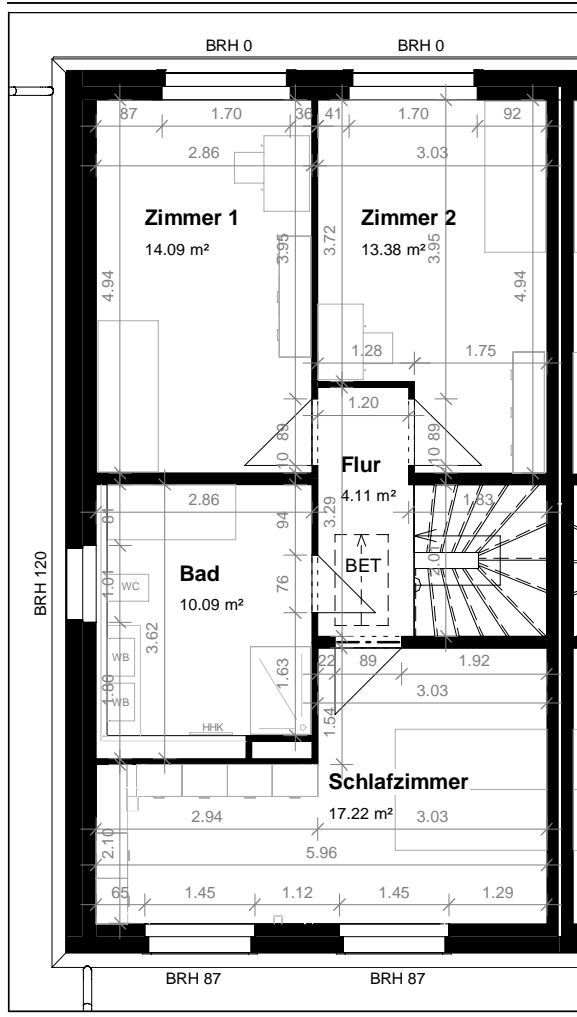 BRH 0
BRH 0
87
1.70
36
41
1.70
92
2.86
3.03
Zimmer 1
14.09 m²
Zimmer 2
13.38 m²
3.95
3.72
3.95
4.94
4.94
1.28
1.75
1.20
89
10
89
10
Flur
4.11 m²
2.86
94
3.29
1.83
81
BRH 120
Bad
10.09 m²
1.01
WC
76
BET
3.62
WB
WB
1.80
1.63
HHK
22
89
1.92
3.03
1.54
Schlafzimmer
17.22 m²
2.94
3.03
2.10
5.96
65
1.45
1.12
1.45
1.29
BRH 87
BRH 87